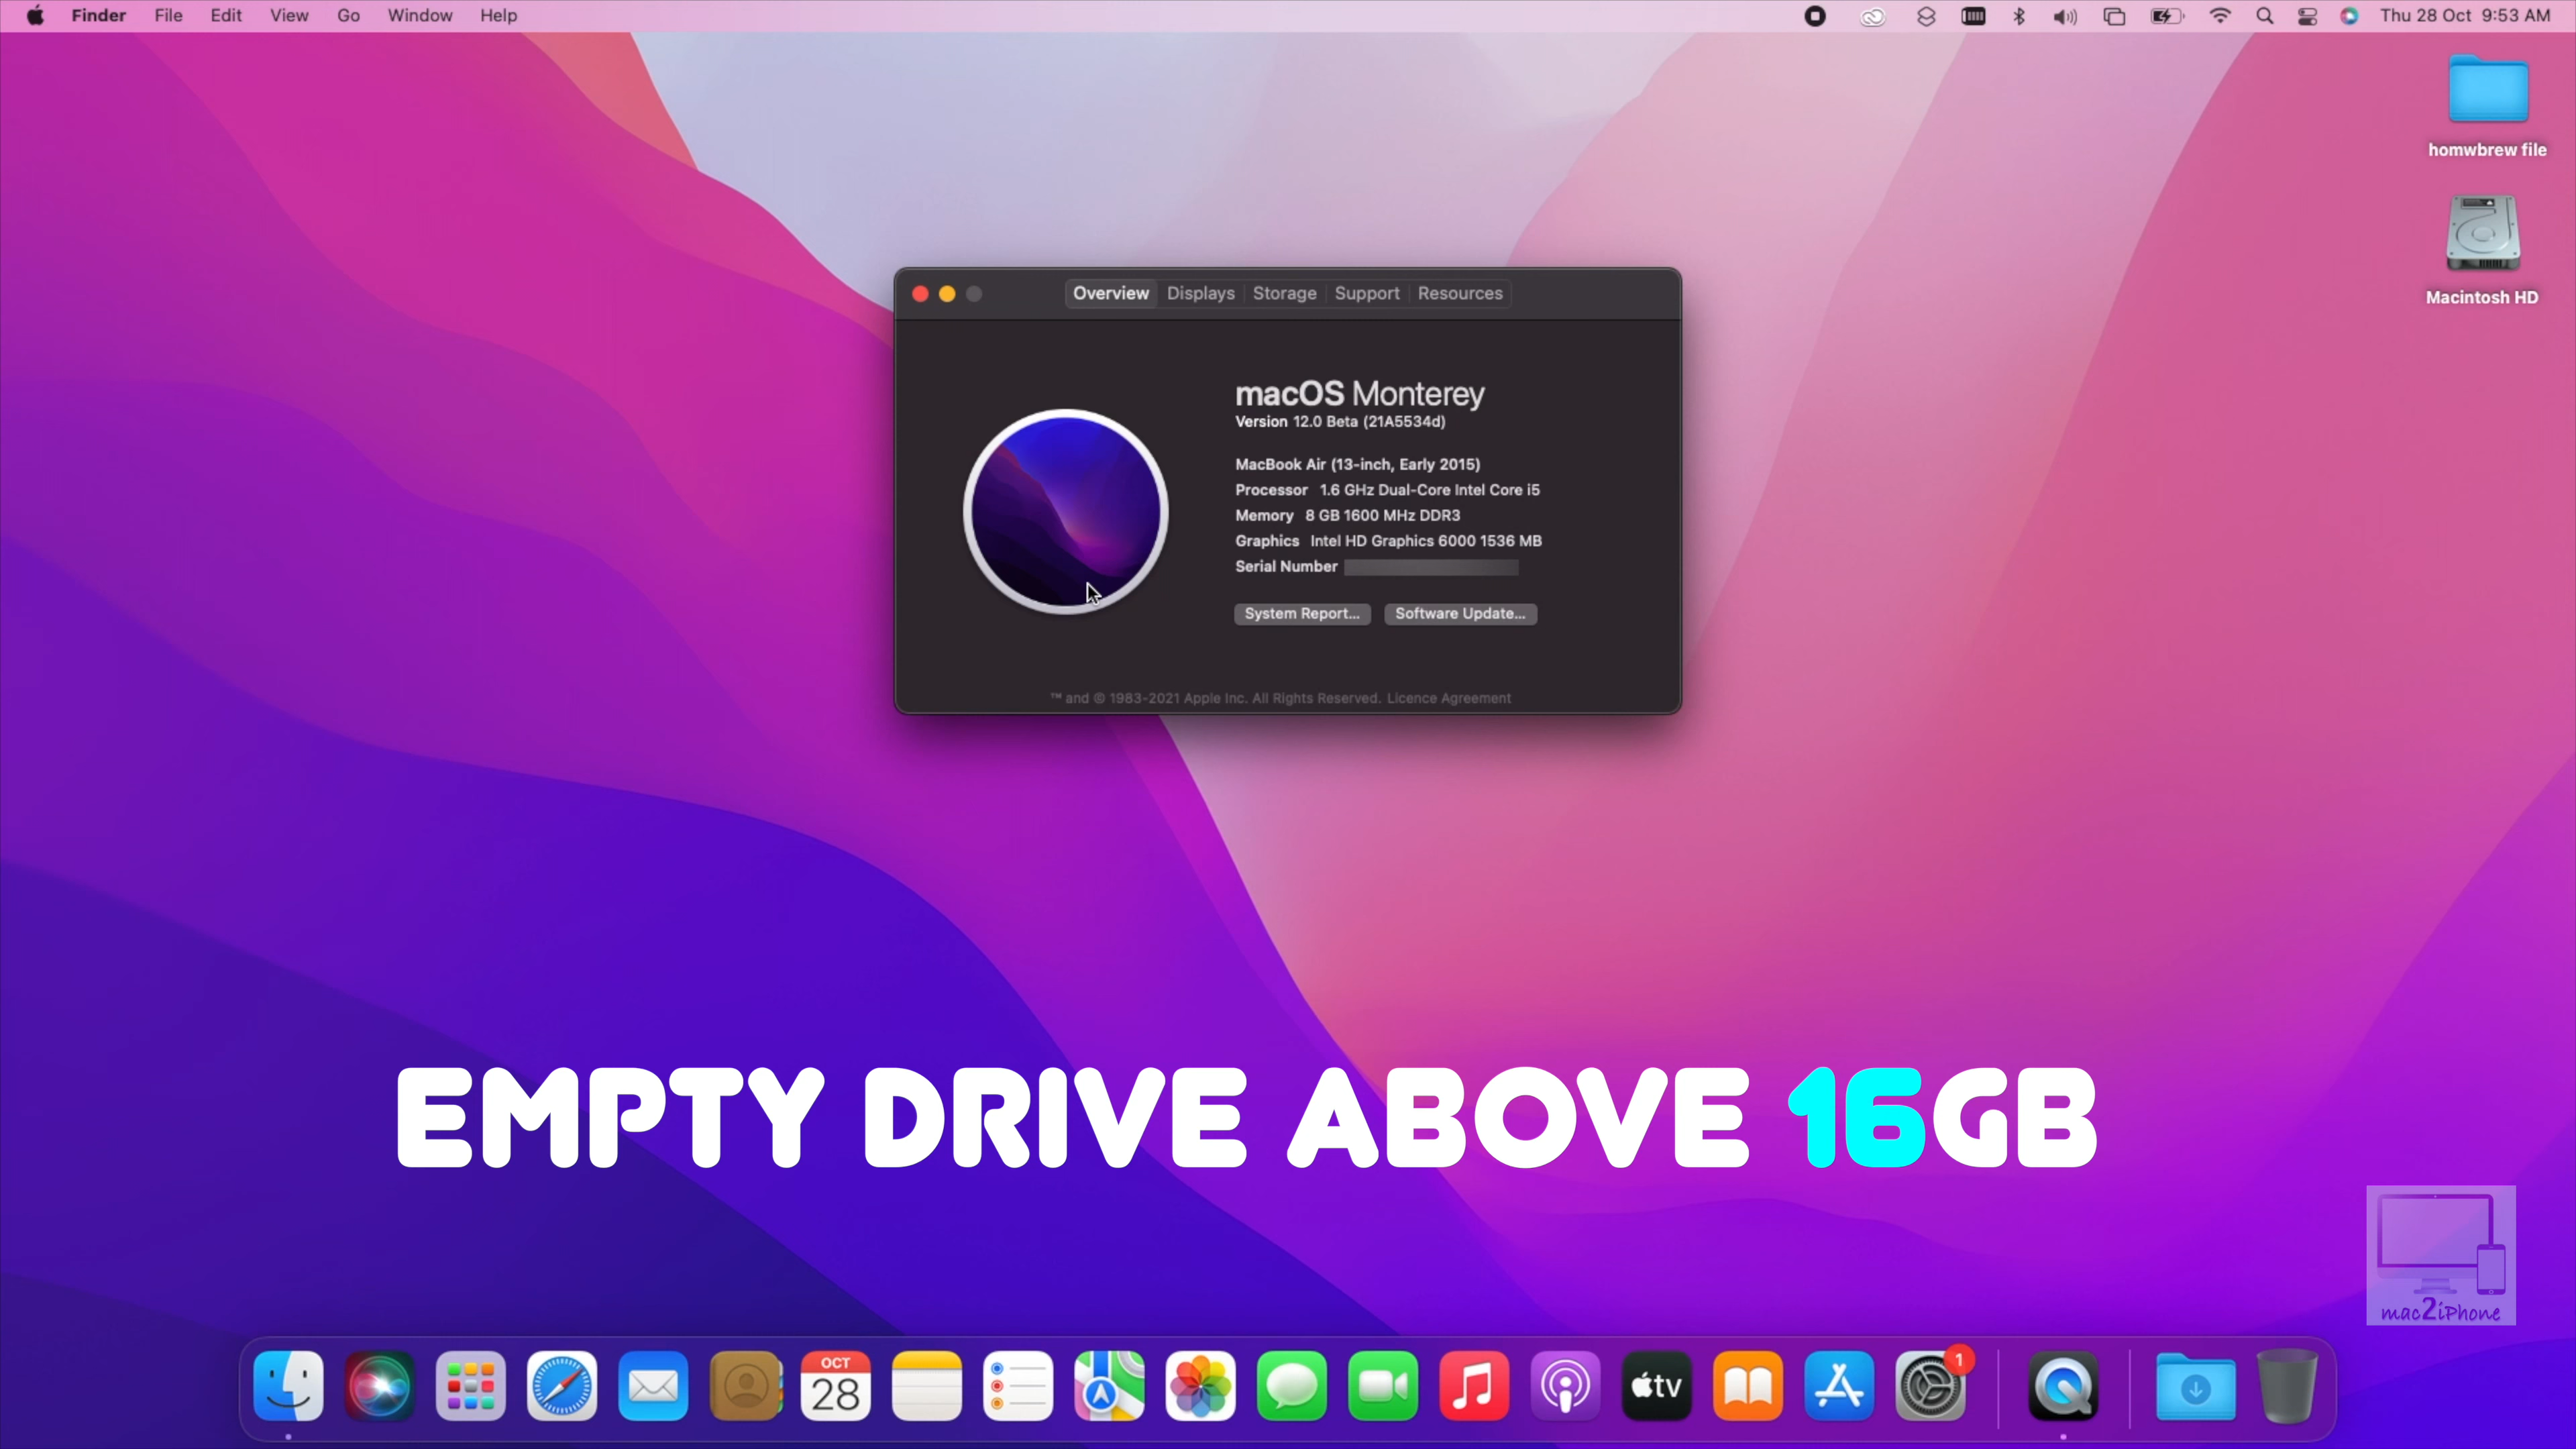 Finder File Edit View Go Window Help
Thu 28 Oct 9:53 AM
homwbrew file
Macintosh HD
Overview Displays Storage Support Resources
macOS Monterey
Version 12.0 Beta (21A5534d)
MacBook Air (13-inch, Early 2015)
Processor 1.6 GHz Dual-Core Intel Core i5
Memory 8 GB 1600 MHz DDR3
Graphics Intel HD Graphics 6000 1536 MB
Serial Number
System Report... Software Update...
™ and © 1983-2021 Apple Inc. All Rights Reserved. Licence Agreement
EMPTY DRIVE ABOVE 16GB
mac2iPhone
OCT
28
tv
1